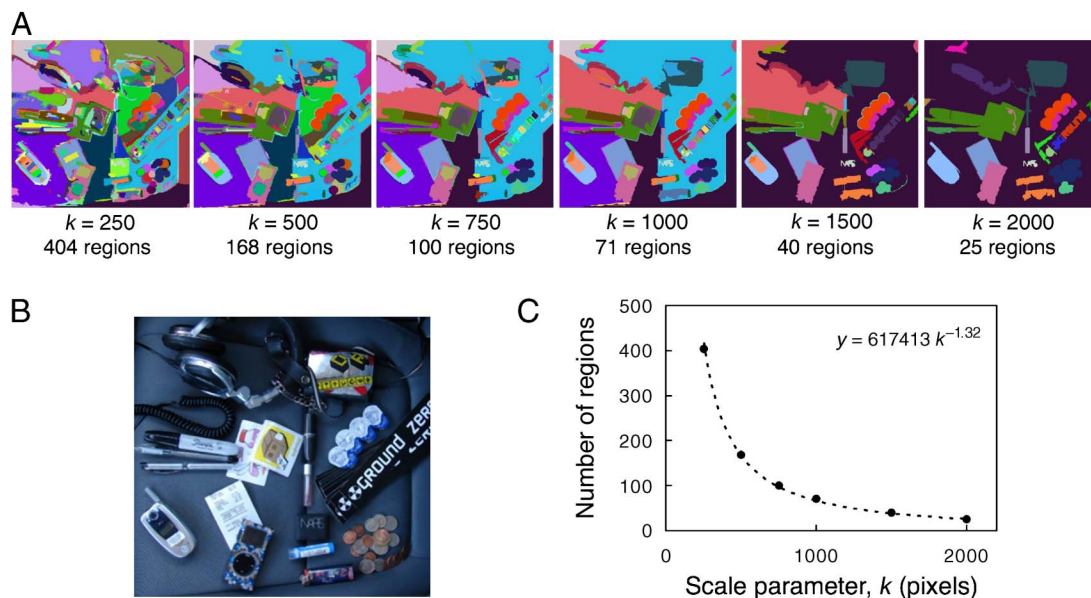 A
k = 250
404 regions
k = 500
168 regions
k = 750
100 regions
k = 1000
71 regions
k = 1500
40 regions
k = 2000
25 regions
B
GROUND ZERO
ZERO
NARS
C
500
400
300
200
100
0
y = 617413 k^−1.32
0
1000
2000
Number of regions
Scale parameter, k (pixels)